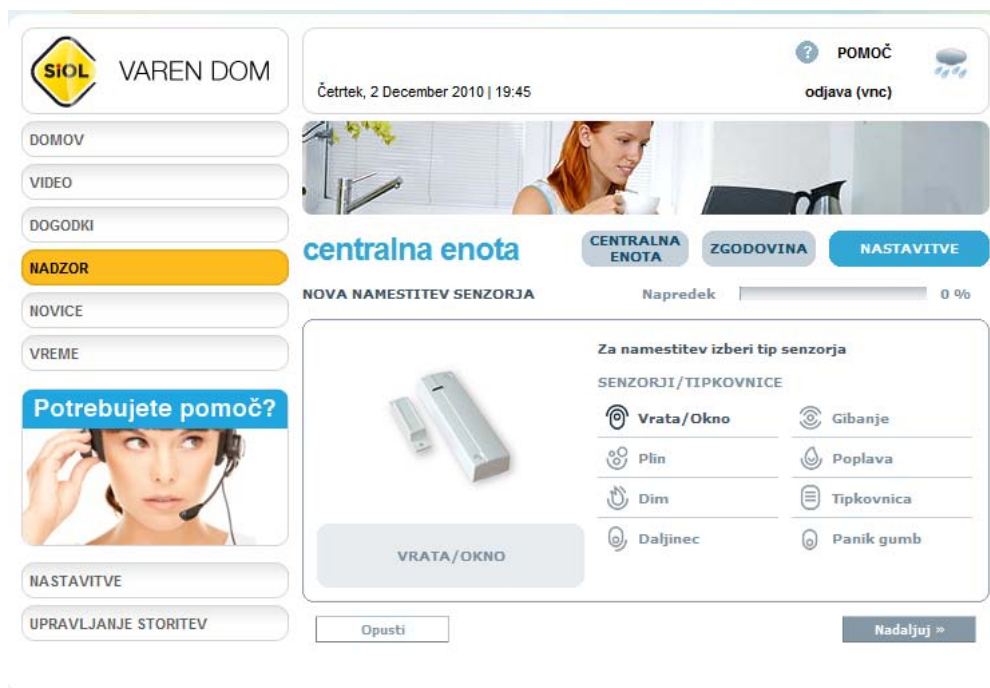 SiOL
VAREN DOM
POMOČ
Četrtek, 2 December 2010 | 19:45
odjava (vnc)
DOMOV
VIDEO
DOGODKI
NADZOR
NOVICE
VREME
Potrebujete pomoč?
NASTAVITVE
UPRAVLJANJE STORITEV
centralna enota
CENTRALNA
ENOTA
ZGODOVINA
NASTAVITVE
NOVA NAMESTITEV SENZORJA
Napredek
0 %
Za namestitev izberi tip senzorja
SENZORJI/TIPKOVNICE
Vrata/Okno
Gibanje
Plin
Poplava
Dim
Tipkovnica
Daljinec
Panik gumb
VRATA/OKNO
Opusti
Nadaljuj »